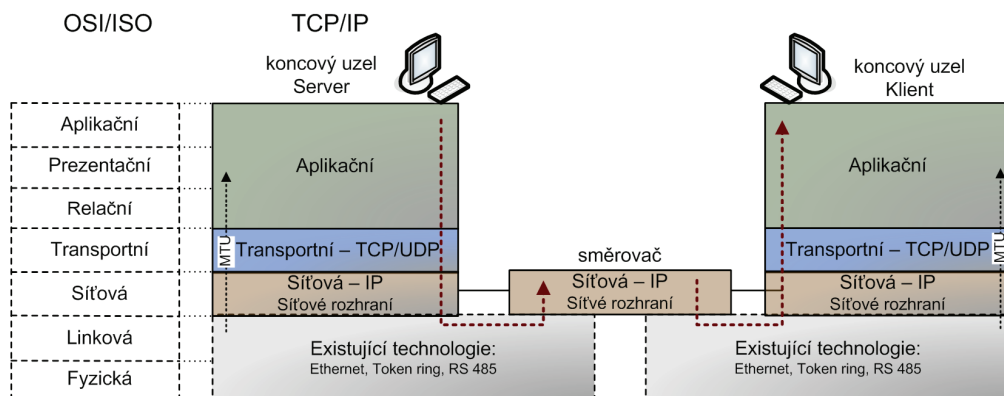 OSI/ISO
TCP/IP
koncový uzel
Server
koncový uzel
Klient
Aplikační
Prezentační
Relační
Transportní
Síťová
Linková
Fyzická
Aplikační
MTU
Transportní – TCP/UDP
Síťová – IP
Síťové rozhraní
směrovač
Síťová – IP
Síťvé rozhraní
Aplikační
Transportní – TCP/UDP
MTU
Síťová – IP
Síťové rozhraní
Existující technologie:
Ethernet, Token ring, RS 485
Existující technologie:
Ethernet, Token ring, RS 485